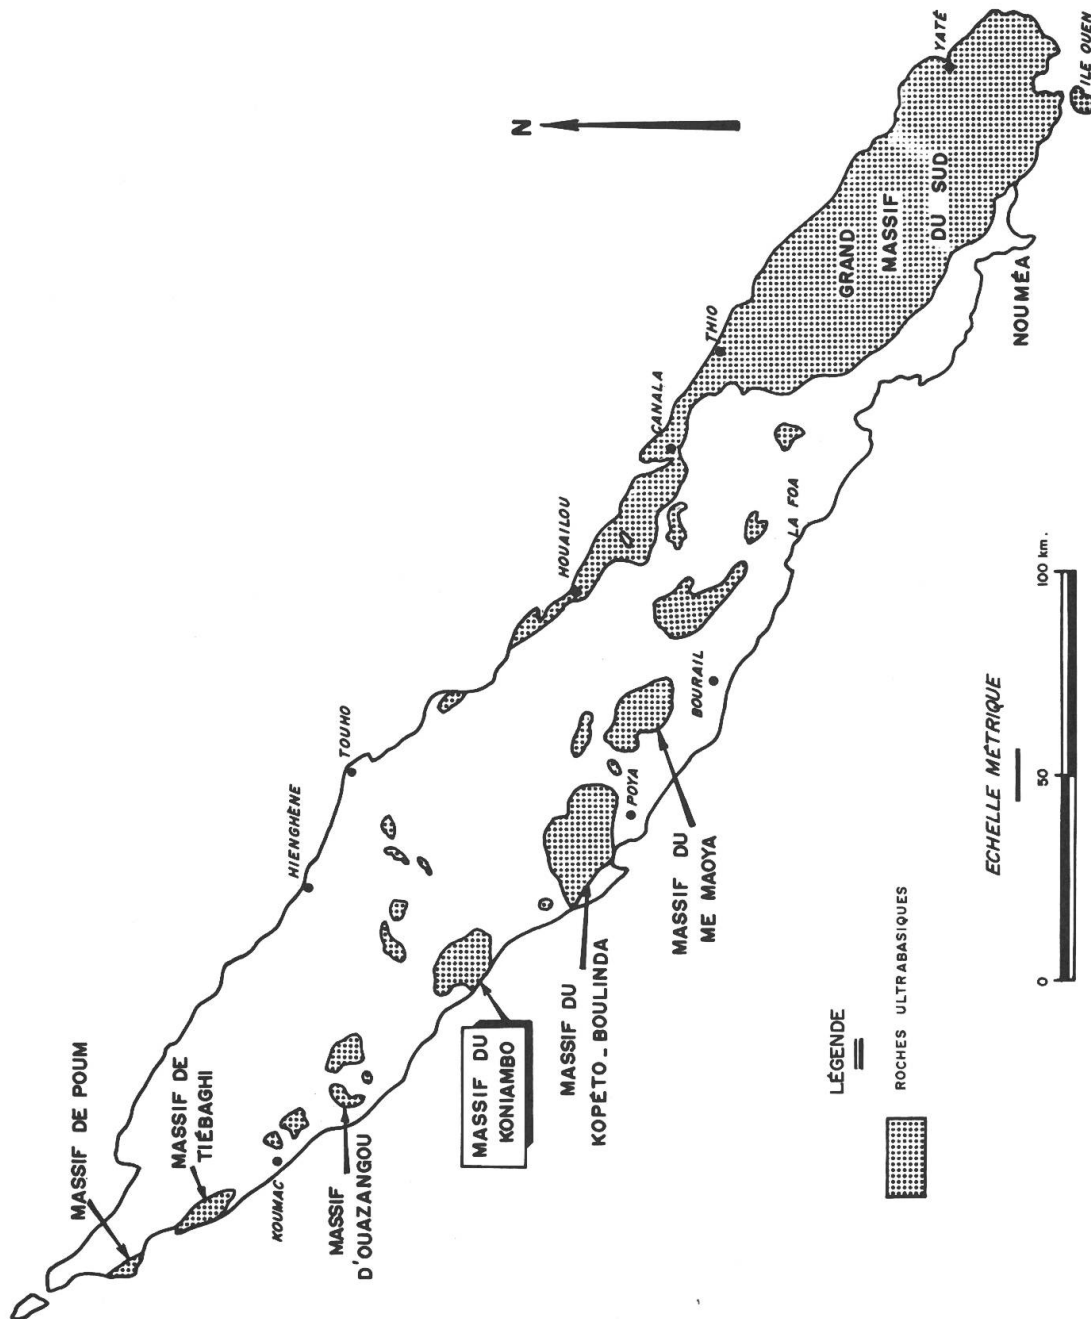 MASSIF DE POUM
MASSIF DE
TIÉBAGHI
KOUMAC
MASSIF
D'OUAZANGOU
HIENGHÈNE
TOUHO
MASSIF DU
KONIAMBO
MASSIF DU
KOPÉTO_BOULINDA
POYA
MASSIF DU
ME MAOYA
BOURAIL
HOUAILOU
CANALA
LA FOA
THIO
GRAND
MASSIF
DU SUD
YATÉ
NOUMÉA
ILE OUEN
N
LÉGENDE
ROCHES ULTRABASIQUES
ECHELLE MÉTRIQUE
0
50
100 km.